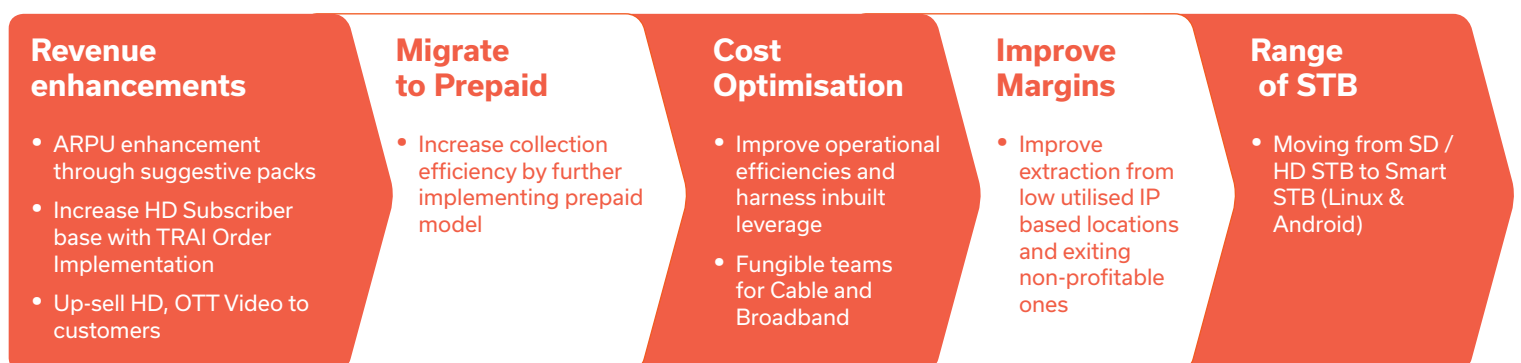 Revenue
enhancements
• ARPU enhancement
through suggestive packs
• Increase HD Subscriber
base with TRAI Order
Implementation
• Up-sell HD, OTT Video to
customers
Migrate
to Prepaid
• Increase collection
efficiency by further
implementing prepaid
model
Cost
Optimisation
• Improve operational
efficiencies and
harness inbuilt
leverage
• Fungible teams
for Cable and
Broadband
Improve
Margins
• Improve
extraction from
low utilised IP
based locations
and exiting
non-profitable
ones
Range
of STB
• Moving from SD /
HD STB to Smart
STB (Linux &
Android)